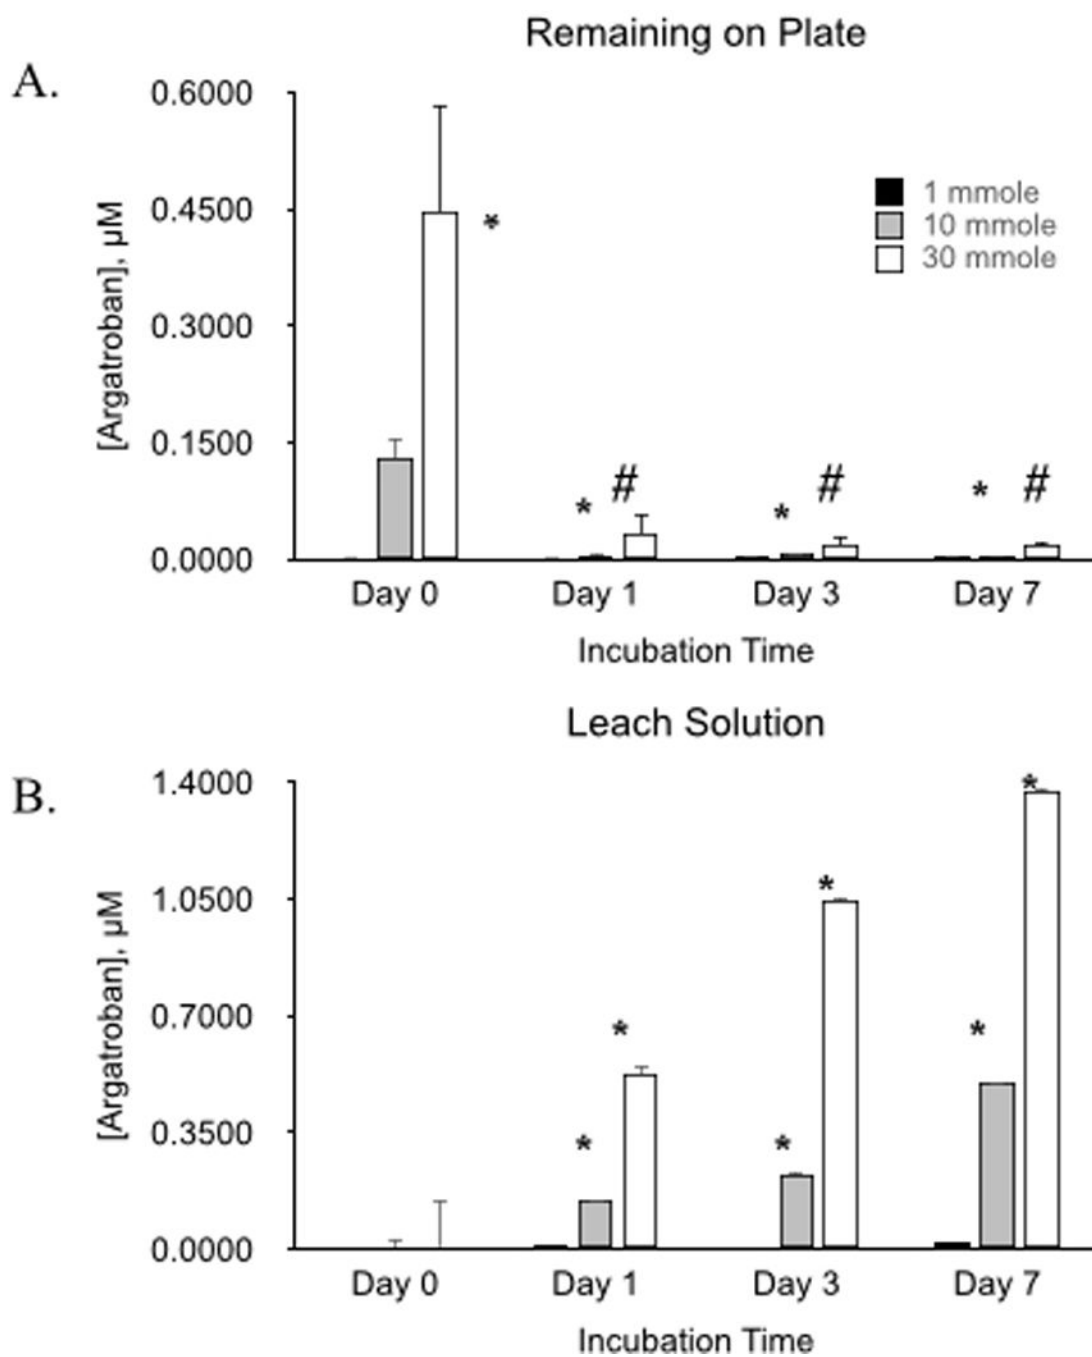 Remaining on Plate
A.
0.6000
0.4500
0.3000
0.1500
0.0000
[Argatroban], µM
1 mmole
10 mmole
30 mmole
*
* #
* #
* #
Day 0 Day 1 Day 3 Day 7
Incubation Time
Leach Solution
B.
1.4000
1.0500
0.7000
0.3500
0.0000
[Argatroban], µM
* *
* *
* *
Day 0 Day 1 Day 3 Day 7
Incubation Time